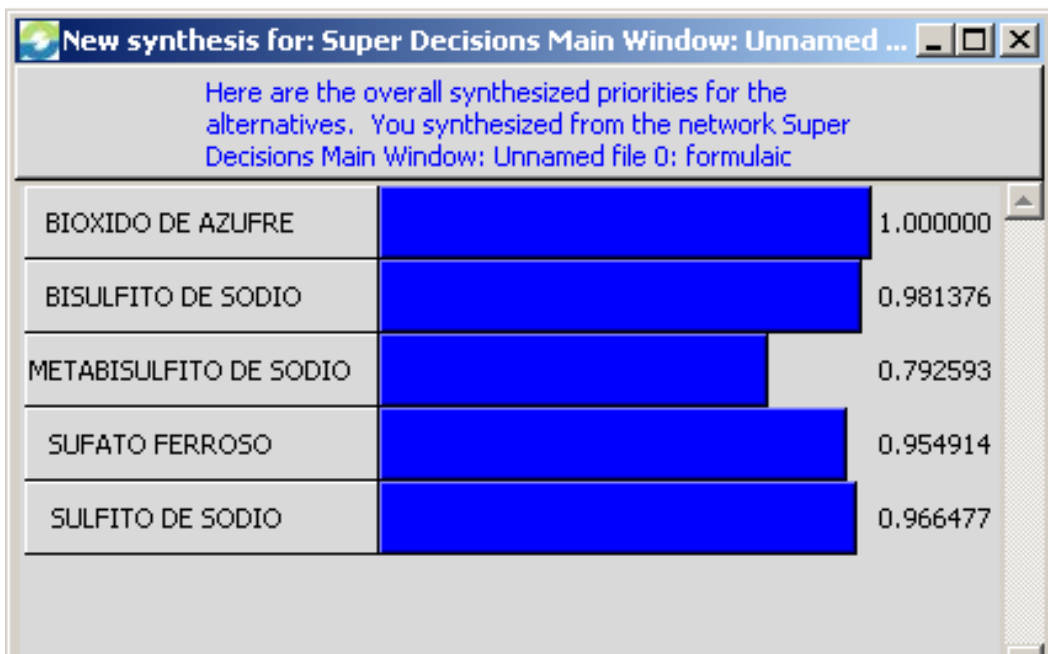 New synthesis for: Super Decisions Main Window: Unnamed ...
Here are the overall synthesized priorities for the
alternatives. You synthesized from the network Super
Decisions Main Window: Unnamed file 0: formulaic
BIOXIDO DE AZUFRE 1.000000
BISULFITO DE SODIO 0.981376
METABISULFITO DE SODIO 0.792593
SUFATO FERROSO 0.954914
SULFITO DE SODIO 0.966477